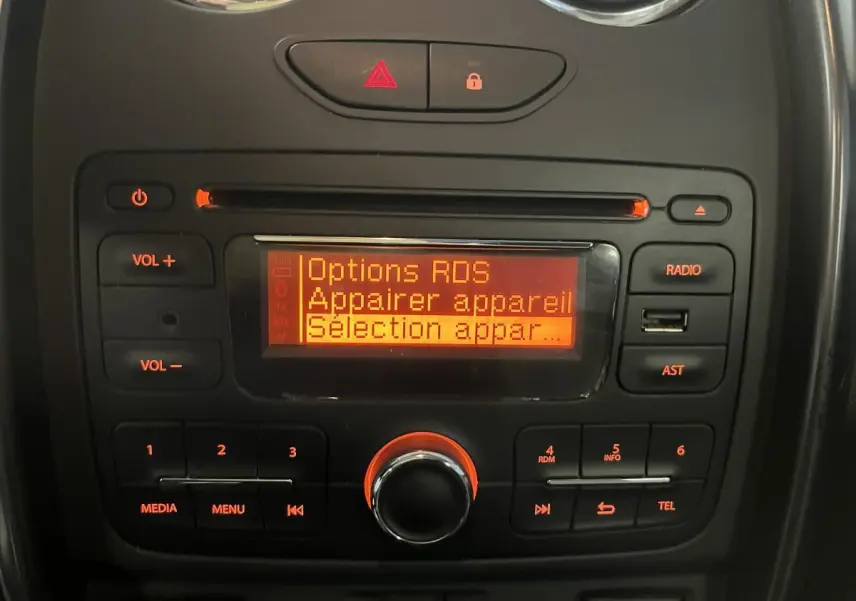 VOL +
RADIO
Options RDS
Appairer appareil
Sélection appar...
VOL -
AST
1
2
3
4
RDM
5
INFO
6
MEDIA
MENU
TEL